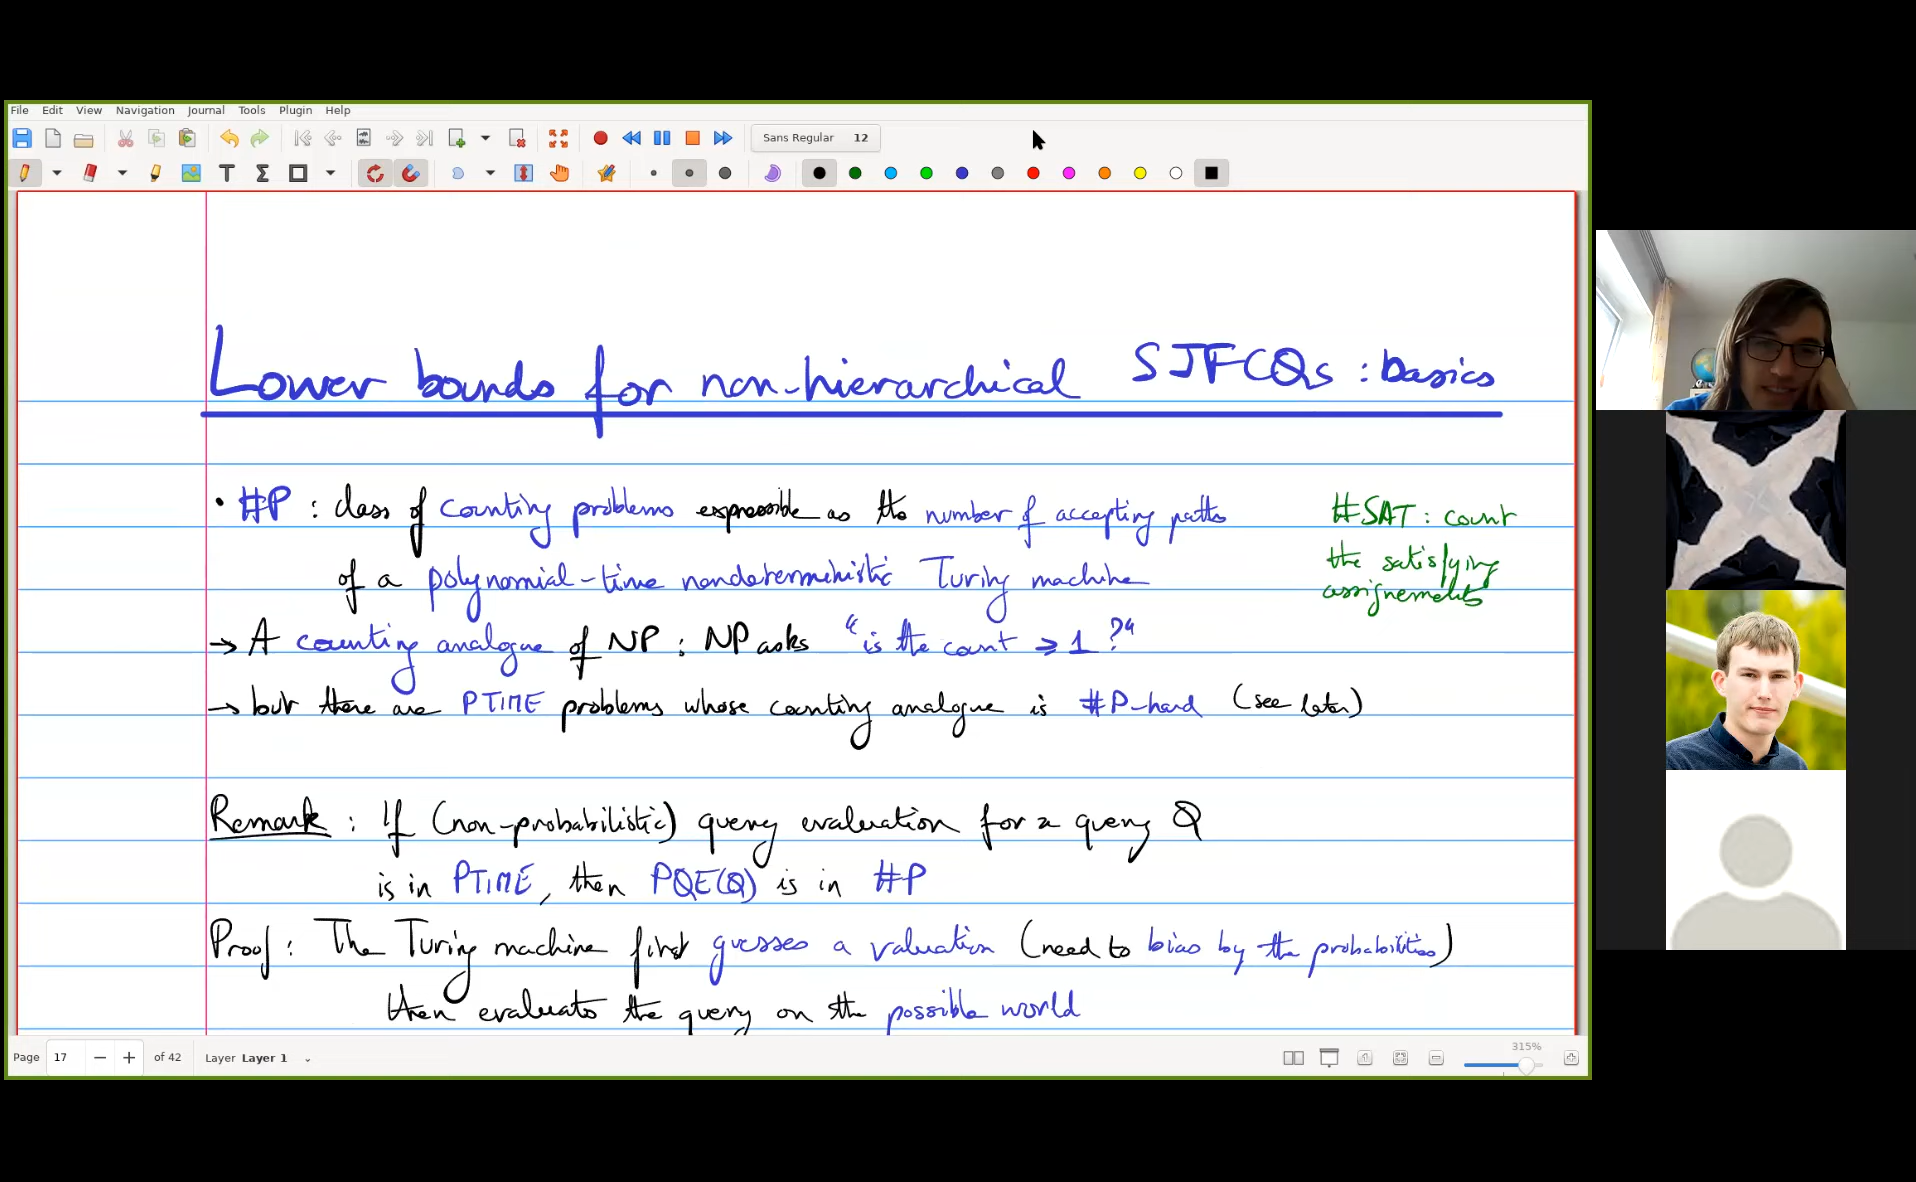 File Edit View Navigation Journal Tools Plugin Help
Sans Regular 12
Lower bounds for non-hierarchical SJFCQs : basics
• #P : class of counting problems expressible as the number of accepting paths
of a polynomial-time nondeterministic Turing machine
#SAT : count
the satisfying
assignements
→ A counting analogue of NP : NP asks "is the count ⩾ 1 ?"
→ but there are PTIME problems whose counting analogue is #P-hard (see later)
Remark : If (non-probabilistic) query evaluation for a query Q
is in PTIME, then PQE(Q) is in #P
Proof : The Turing machine first guesses a valuation (need to bias by the probabilities)
then evaluates the query on the possible world
Page 17 of 42 Layer Layer 1 315%